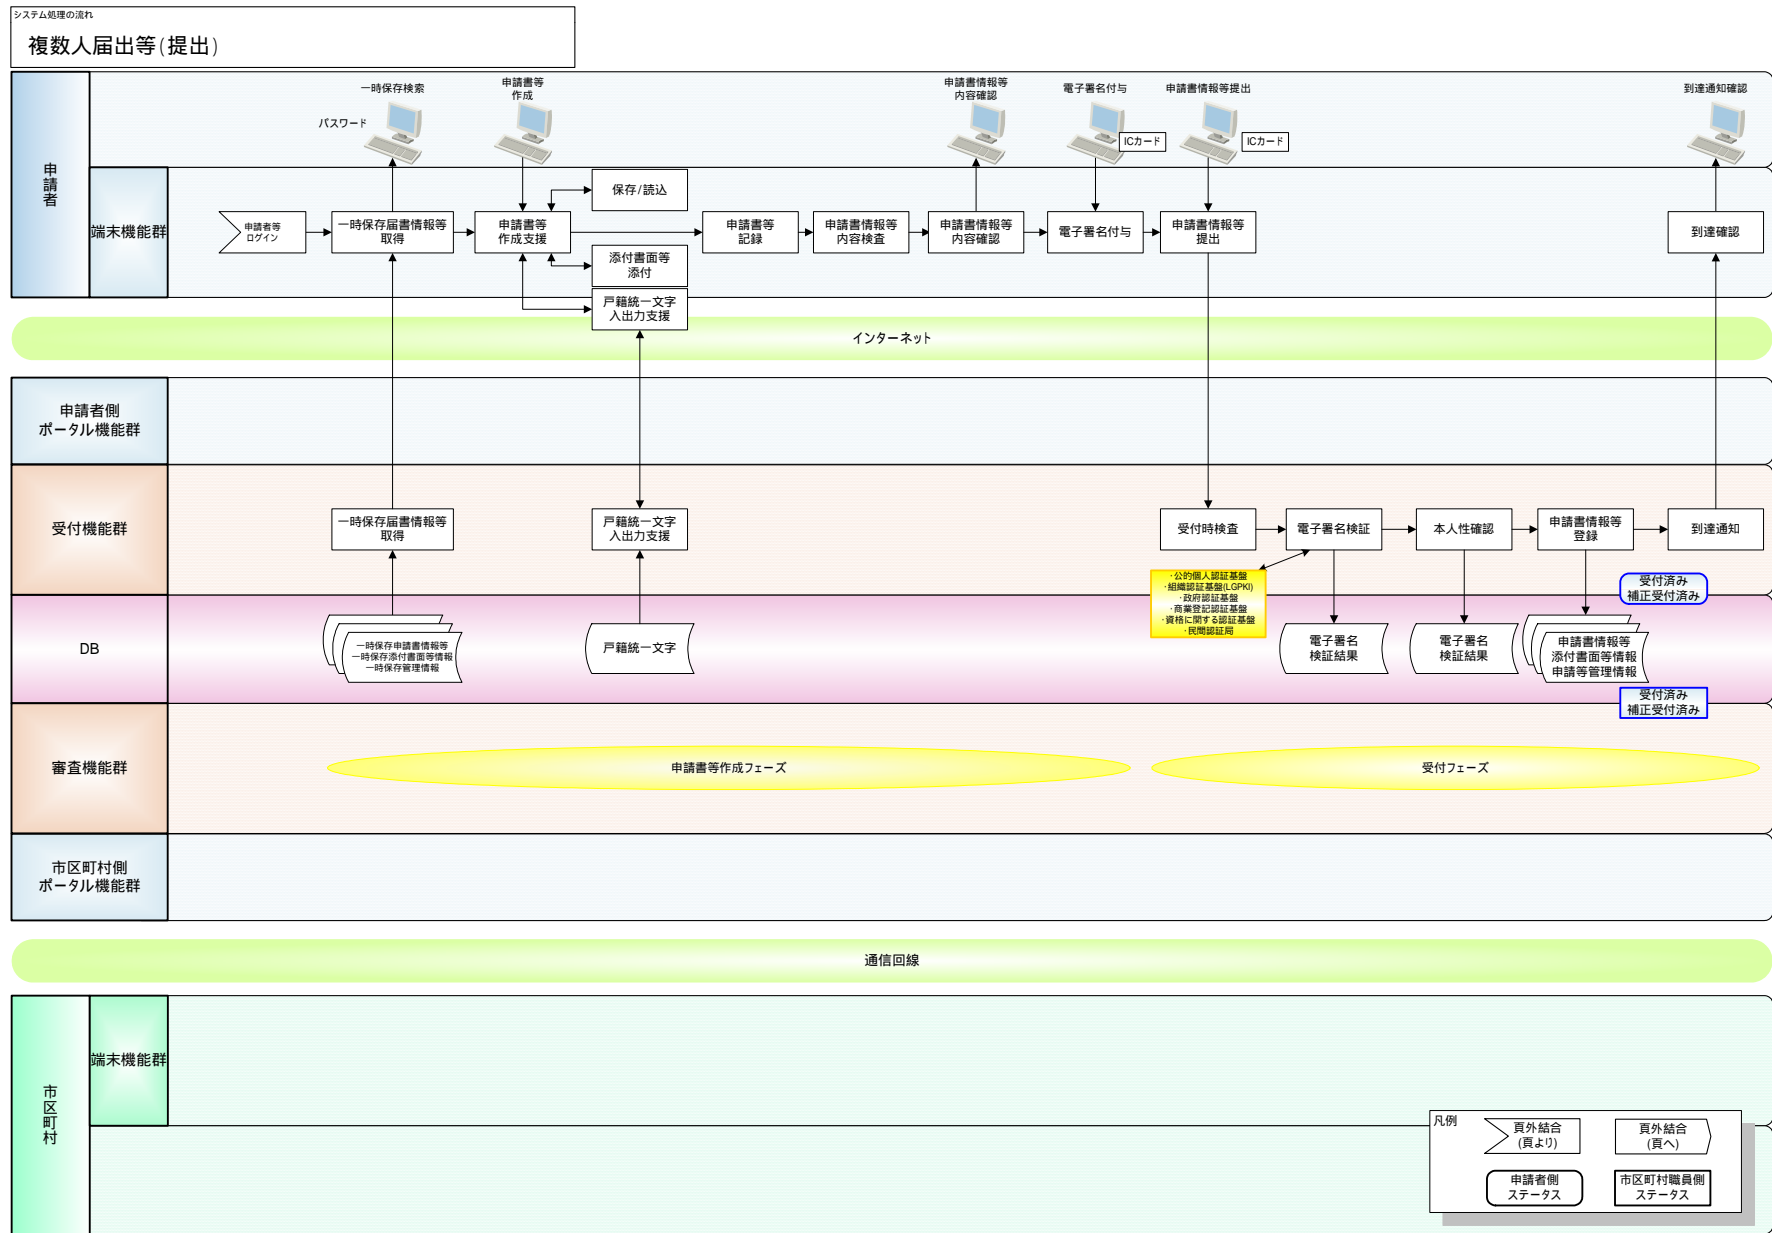 システム処理の流れ
複数人届出等(提出)
申請者
一時保存検索
パスワード
申請書等
作成
申請書情報等
内容確認
電子署名付与
ICカード
申請書情報等提出
ICカード
到達通知確認
端末機能群
申請者等
ログイン
一時保存届書情報等
取得
申請書等
作成支援
保存/読込
添付書面等
添付
戸籍統一文字
入出力支援
申請書等
記録
申請書情報等
内容検査
申請書情報等
内容確認
電子署名付与
申請書情報等
提出
到達確認
インターネット
申請者側
ポータル機能群
受付機能群
一時保存届書情報等
取得
戸籍統一文字
入出力支援
受付時検査
電子署名検証
本人性確認
申請書情報等
登録
到達通知
・公的個人認証基盤
・組織認証基盤(LGPKI)
・政府認証基盤
・商業登記認証基盤
・資格に関する認証基盤
・民間認証局
受付済み
補正受付済み
DB
一時保存申請書情報等
一時保存添付書面等情報
一時保存管理情報
戸籍統一文字
電子署名
検証結果
電子署名
検証結果
申請書情報等
添付書面等情報
申請等管理情報
受付済み
補正受付済み
審査機能群
申請書等作成フェーズ
受付フェーズ
市区町村側
ポータル機能群
通信回線
市区町村
端末機能群
凡例
頁外結合
(頁より)
頁外結合
(頁へ)
申請者側
ステータス
市区町村職員側
ステータス